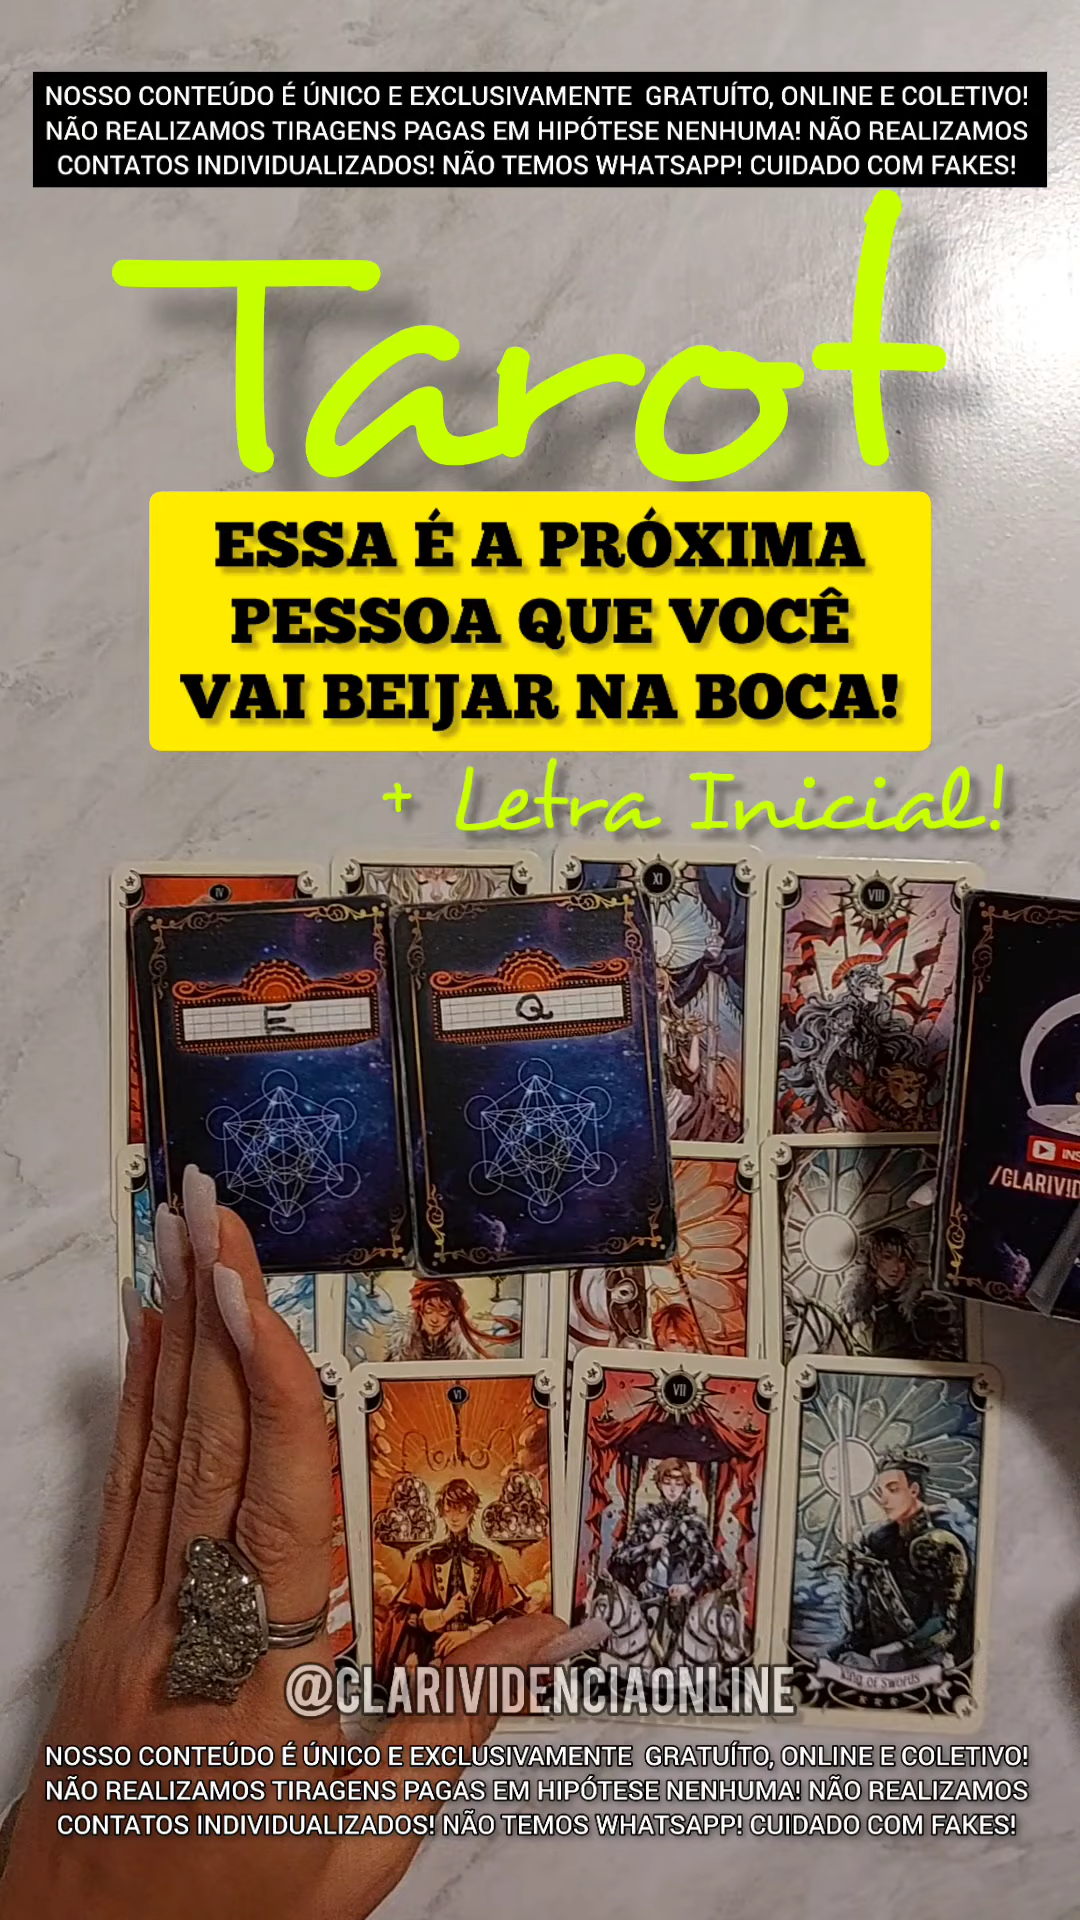 NOSSO CONTEÚDO É ÚNICO E EXCLUSIVAMENTE GRATUÍTO, ONLINE E COLETIVO!
NÃO REALIZAMOS TIRAGENS PAGAS EM HIPÓTESE NENHUMA! NÃO REALIZAMOS
CONTATOS INDIVIDUALIZADOS! NÃO TEMOS WHATSAPP! CUIDADO COM FAKES!
Tarot
ESSA É A PRÓXIMA
PESSOA QUE VOCÊ
VAI BEIJAR NA BOCA!
+ Letra Inicial!
IV
XI
VIII
E
Q
VI
VII
King of Swords
@CLARIVIDENCIAONLINE
NOSSO CONTEÚDO É ÚNICO E EXCLUSIVAMENTE GRATUÍTO, ONLINE E COLETIVO!
NÃO REALIZAMOS TIRAGENS PAGAS EM HIPÓTESE NENHUMA! NÃO REALIZAMOS
CONTATOS INDIVIDUALIZADOS! NÃO TEMOS WHATSAPP! CUIDADO COM FAKES!